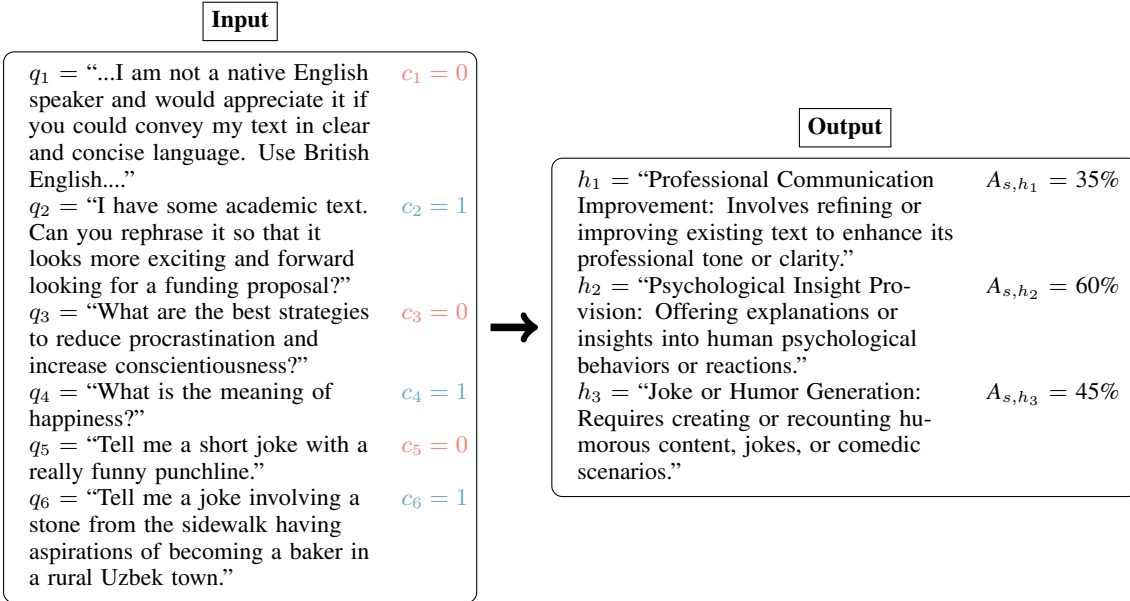 Input
q₁ = “...I am not a native English c₁ = 0
speaker and would appreciate it if
you could convey my text in clear
and concise language. Use British
English....”
q₂ = “I have some academic text. c₂ = 1
Can you rephrase it so that it
looks more exciting and forward
looking for a funding proposal?”
q₃ = “What are the best strategies c₃ = 0
to reduce procrastination and
increase conscientiousness?”
q₄ = “What is the meaning of c₄ = 1
happiness?”
q₅ = “Tell me a short joke with a c₅ = 0
really funny punchline.”
q₆ = “Tell me a joke involving a c₆ = 1
stone from the sidewalk having
aspirations of becoming a baker in
a rural Uzbek town.”
Output
h₁ = “Professional Communication A_{s,h₁} = 35%
Improvement: Involves refining or
improving existing text to enhance its
professional tone or clarity.”
h₂ = “Psychological Insight Pro- A_{s,h₂} = 60%
vision: Offering explanations or
insights into human psychological
behaviors or reactions.”
h₃ = “Joke or Humor Generation: A_{s,h₃} = 45%
Requires creating or recounting hu-
morous content, jokes, or comedic
scenarios.”